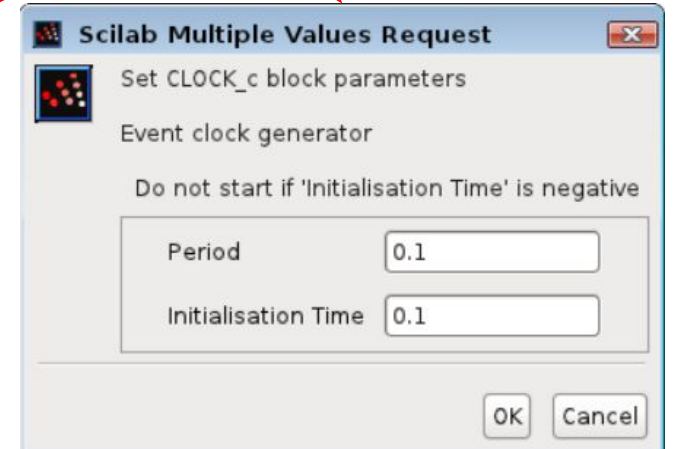 Scilab Multiple Values Request
Set CLOCK_c block parameters
Event clock generator
Do not start if 'Initialisation Time' is negative
Period 0.1
Initialisation Time 0.1
OK Cancel